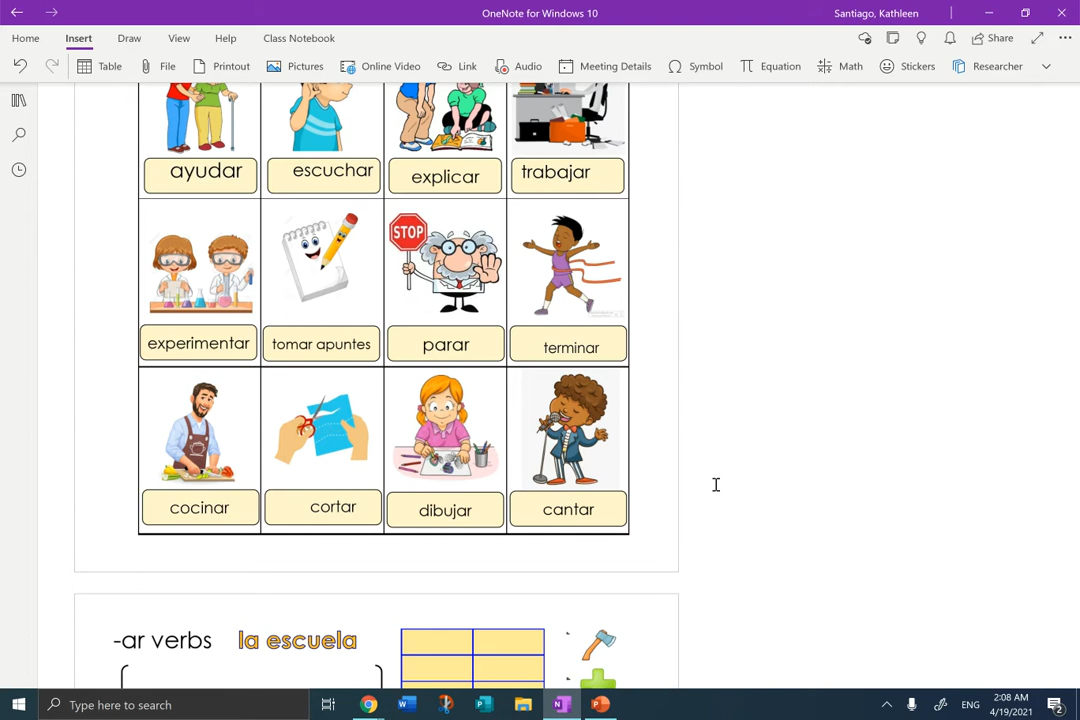 OneNote for Windows 10
Santiago, Kathleen
Home Insert Draw View Help Class Notebook
Share
Table File Printout Pictures Online Video Link Audio Meeting Details Symbol Equation Math Stickers Researcher
ayudar escuchar explicar trabajar
STOP
experimentar tomar apuntes parar terminar
cocinar cortar dibujar cantar
-ar verbs la escuela
Type here to search
ENG
2:08 AM
4/19/2021
2